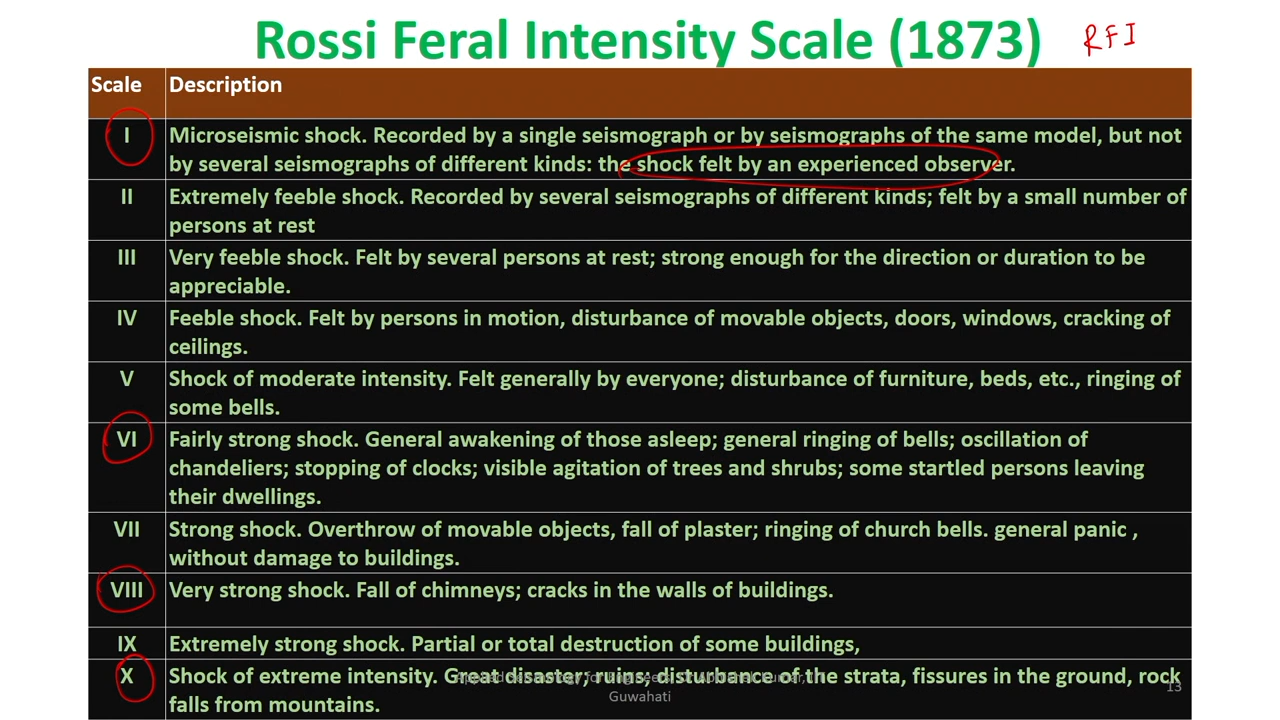 Rossi Feral Intensity Scale (1873) RFI
Scale Description
I Microseismic shock. Recorded by a single seismograph or by seismographs of the same model, but not
by several seismographs of different kinds: the shock felt by an experienced observer.
II Extremely feeble shock. Recorded by several seismographs of different kinds; felt by a small number of
persons at rest
III Very feeble shock. Felt by several persons at rest; strong enough for the direction or duration to be
appreciable.
IV Feeble shock. Felt by persons in motion, disturbance of movable objects, doors, windows, cracking of
ceilings.
V Shock of moderate intensity. Felt generally by everyone; disturbance of furniture, beds, etc., ringing of
some bells.
VI Fairly strong shock. General awakening of those asleep; general ringing of bells; oscillation of
chandeliers; stopping of clocks; visible agitation of trees and shrubs; some startled persons leaving
their dwellings.
VII Strong shock. Overthrow of movable objects, fall of plaster; ringing of church bells. general panic ,
without damage to buildings.
VIII Very strong shock. Fall of chimneys; cracks in the walls of buildings.
IX Extremely strong shock. Partial or total destruction of some buildings,
X Shock of extreme intensity. Great disaster; ruins; disturbance of the strata, fissures in the ground, rock
falls from mountains.
Guwahati
13